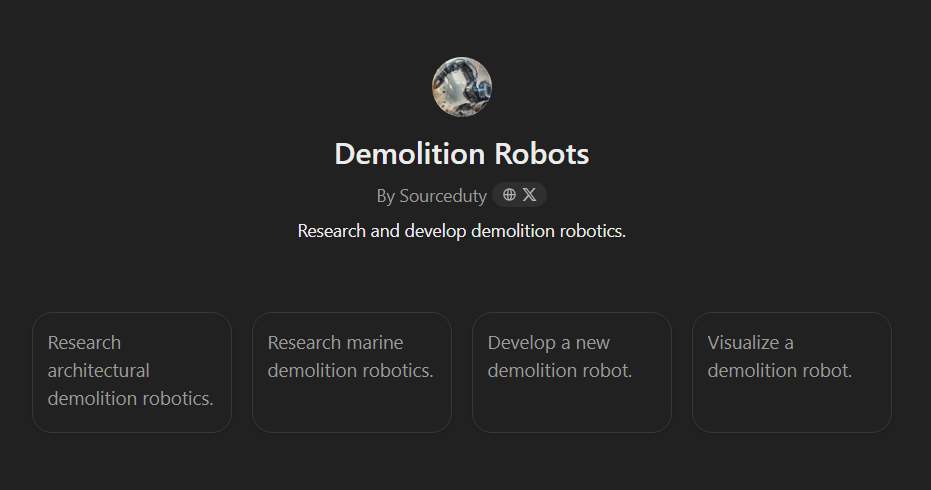 Demolition Robots
By Sourceduty
Research and develop demolition robotics.
Research
architectural
demolition robotics.
Research marine
demolition robotics.
Develop a new
demolition robot.
Visualize a
demolition robot.